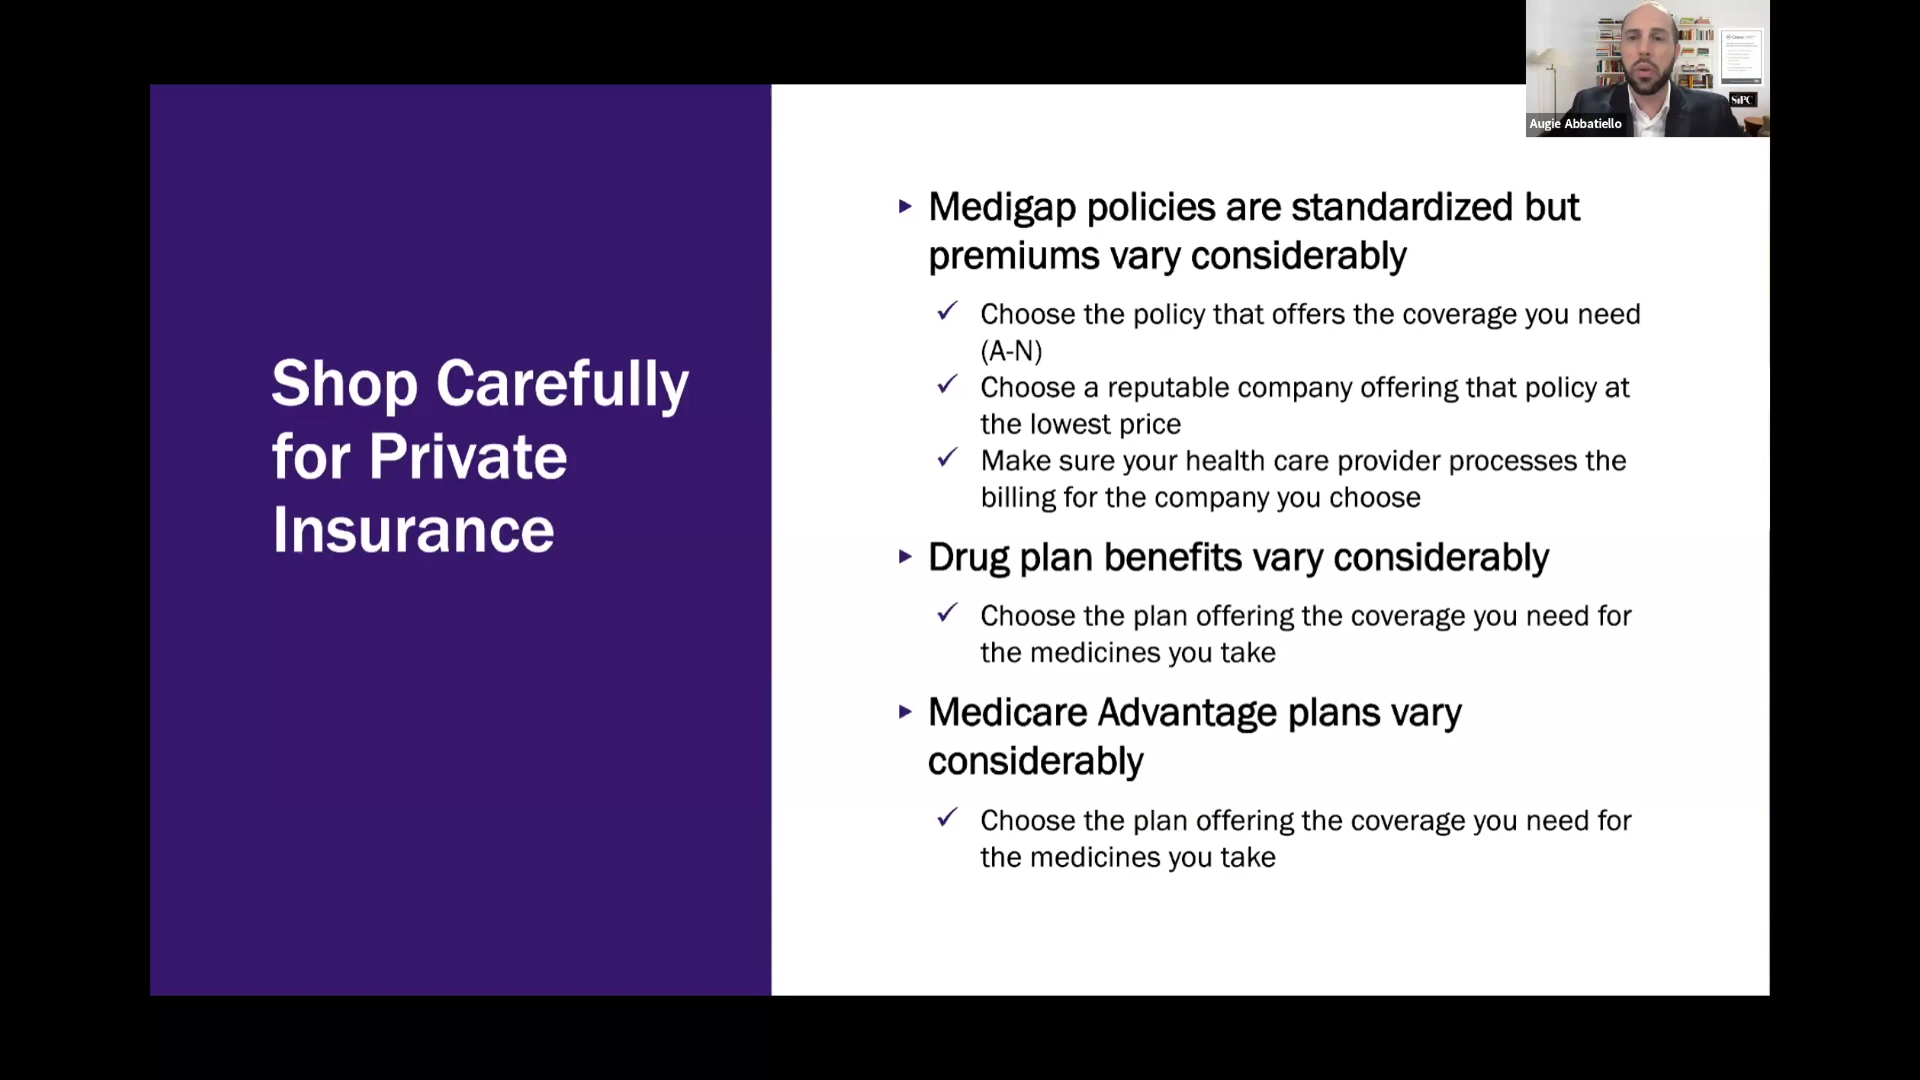 Augie Abbatiello
SIPC
Shop Carefully
for Private
Insurance
Medigap policies are standardized but
premiums vary considerably
✓ Choose the policy that offers the coverage you need
(A-N)
✓ Choose a reputable company offering that policy at
the lowest price
✓ Make sure your health care provider processes the
billing for the company you choose
Drug plan benefits vary considerably
✓ Choose the plan offering the coverage you need for
the medicines you take
Medicare Advantage plans vary
considerably
✓ Choose the plan offering the coverage you need for
the medicines you take